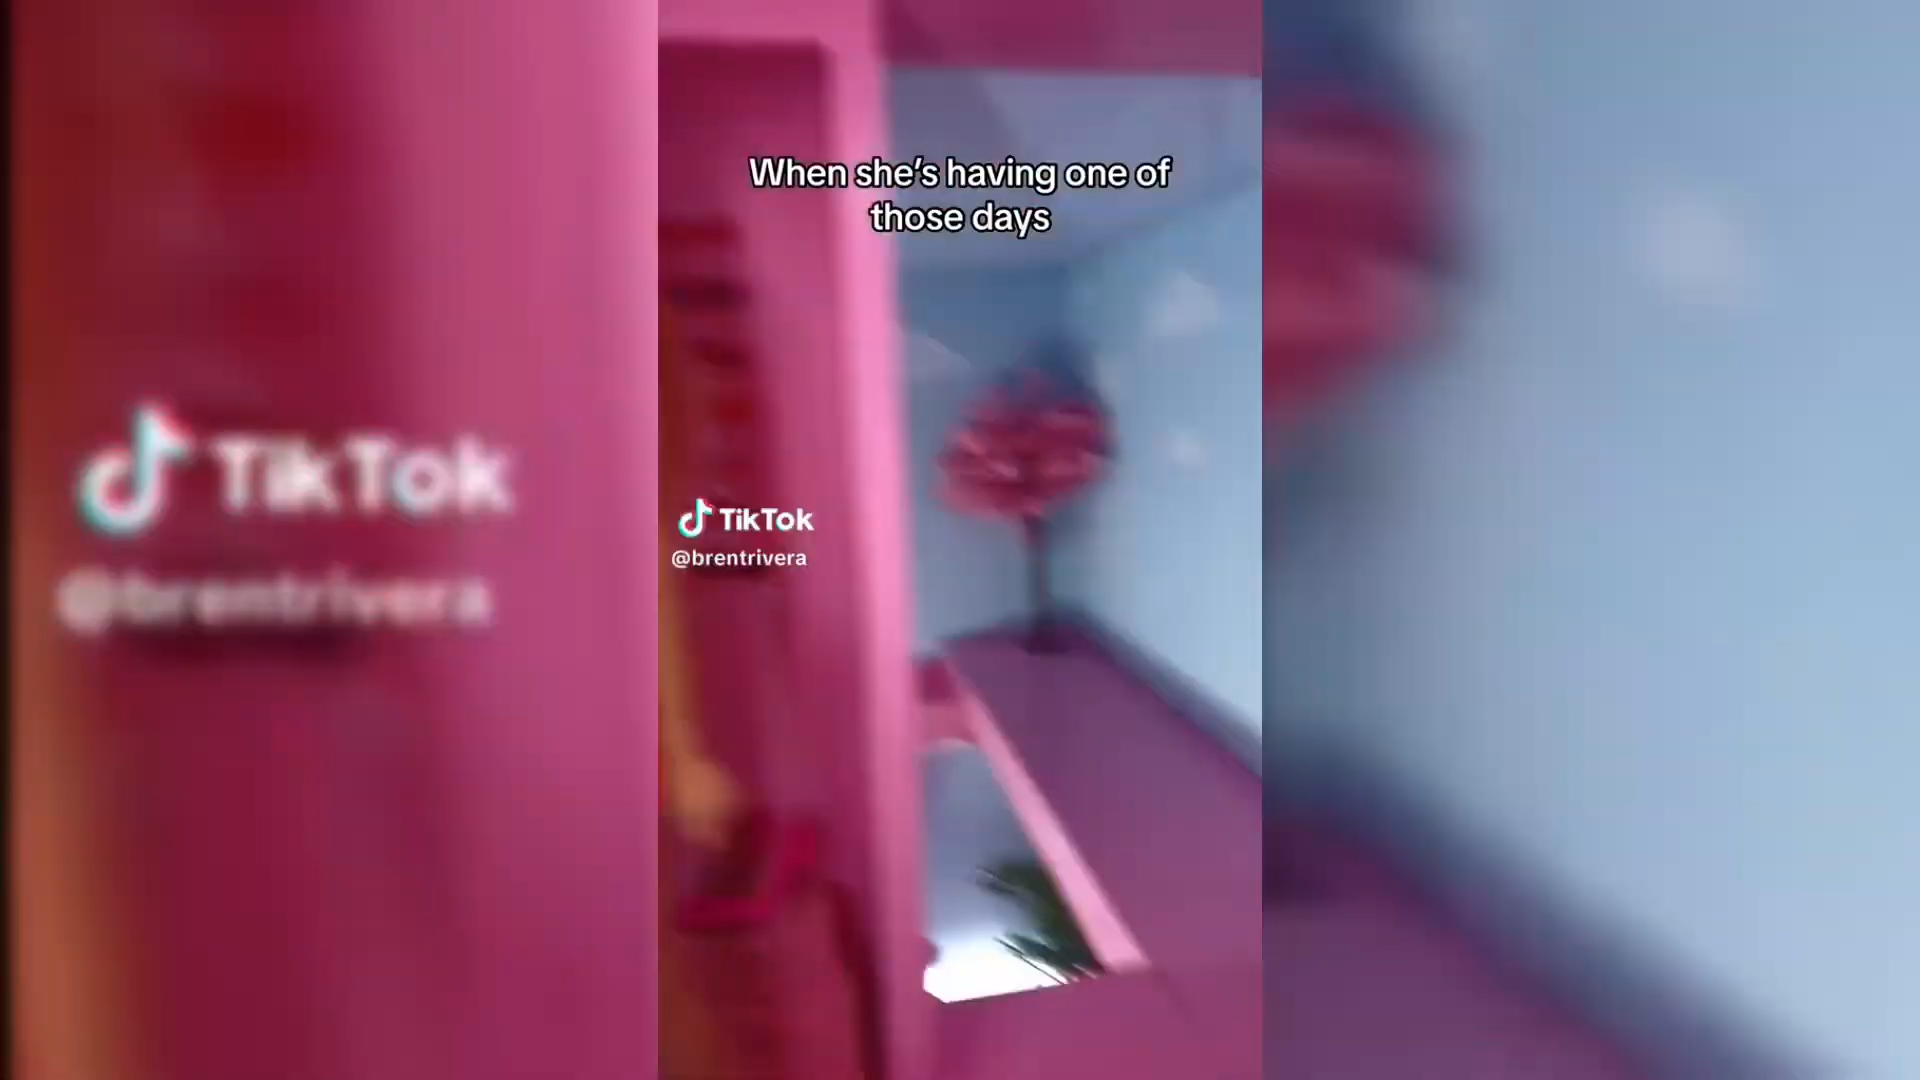 When she's having one of
those days
TikTok
@brentrivera
TikTok
@brentrivera